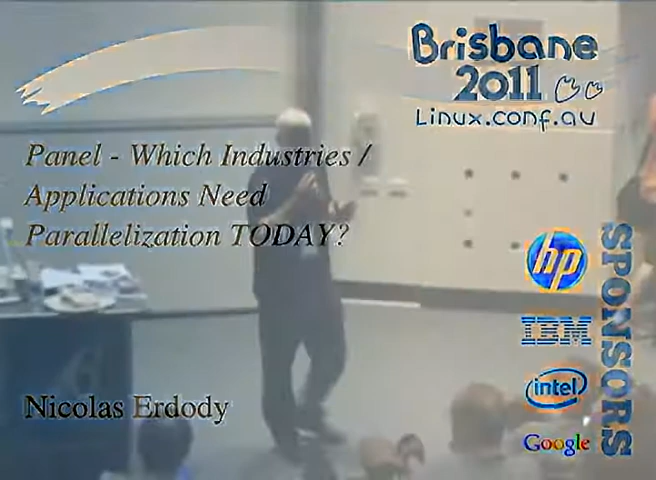 Brisbane
2011
Linux.conf.au
Panel - Which Industries /
Applications Need
Parallelization TODAY?
hp
IBM
intel
Google
SPONSORS
Nicolas Erdody